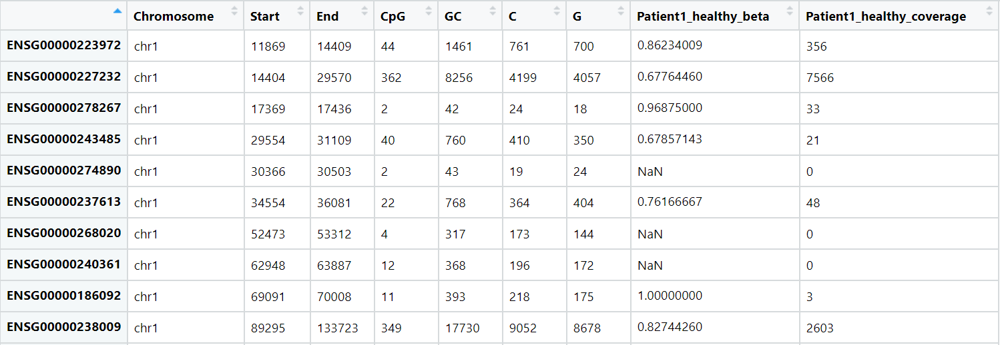 Chromosome Start End CpG GC C G Patient1_healthy_beta Patient1_healthy_coverage
ENSG00000223972 chr1 11869 14409 44 1461 761 700 0.86234009 356
ENSG00000227232 chr1 14404 29570 362 8256 4199 4057 0.67764460 7566
ENSG00000278267 chr1 17369 17436 2 42 24 18 0.96875000 33
ENSG00000243485 chr1 29554 31109 40 760 410 350 0.67857143 21
ENSG00000274890 chr1 30366 30503 2 43 19 24 NaN 0
ENSG00000237613 chr1 34554 36081 22 768 364 404 0.76166667 48
ENSG00000268020 chr1 52473 53312 4 317 173 144 NaN 0
ENSG00000240361 chr1 62948 63887 12 368 196 172 NaN 0
ENSG00000186092 chr1 69091 70008 11 393 218 175 1.00000000 3
ENSG00000238009 chr1 89295 133723 349 17730 9052 8678 0.82744260 2603